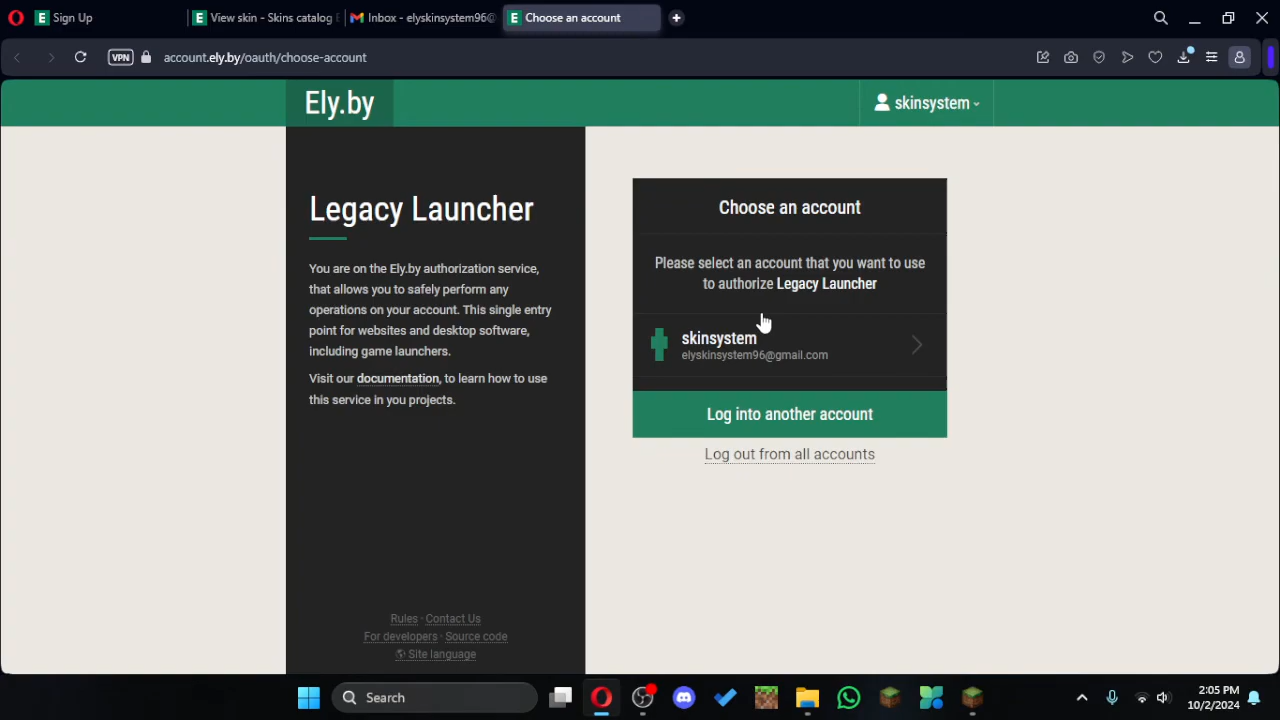 Sign Up
View skin - Skins catalog E
Inbox - elyskinsystem96@
Choose an account
VPN
account.ely.by/oauth/choose-account
Ely.by
skinsystem
Legacy Launcher
You are on the Ely.by authorization service,
that allows you to safely perform any
operations on your account. This single entry
point for websites and desktop software,
including game launchers.
Visit our documentation, to learn how to use
this service in you projects.
Rules · Contact Us
For developers · Source code
Site language
Choose an account
Please select an account that you want to use
to authorize Legacy Launcher
skinsystem
elyskinsystem96@gmail.com
Log into another account
Log out from all accounts
Search
2:05 PM
10/2/2024